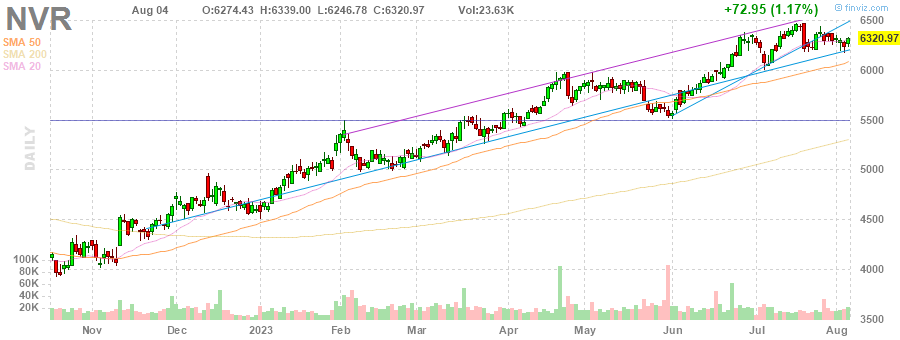 NVR Aug 04 O:6274.43 H:6339.00 L:6246.78 C:6320.97 Vol:23.63K +72.95 (1.17%) © finviz.com
SMA 50
SMA 200
SMA 20
DAILY
6500
6320.97
6000
5500
5000
4500
4000
3500
100K
80K
60K
40K
20K
Nov Dec 2023 Feb Mar Apr May Jun Jul Aug